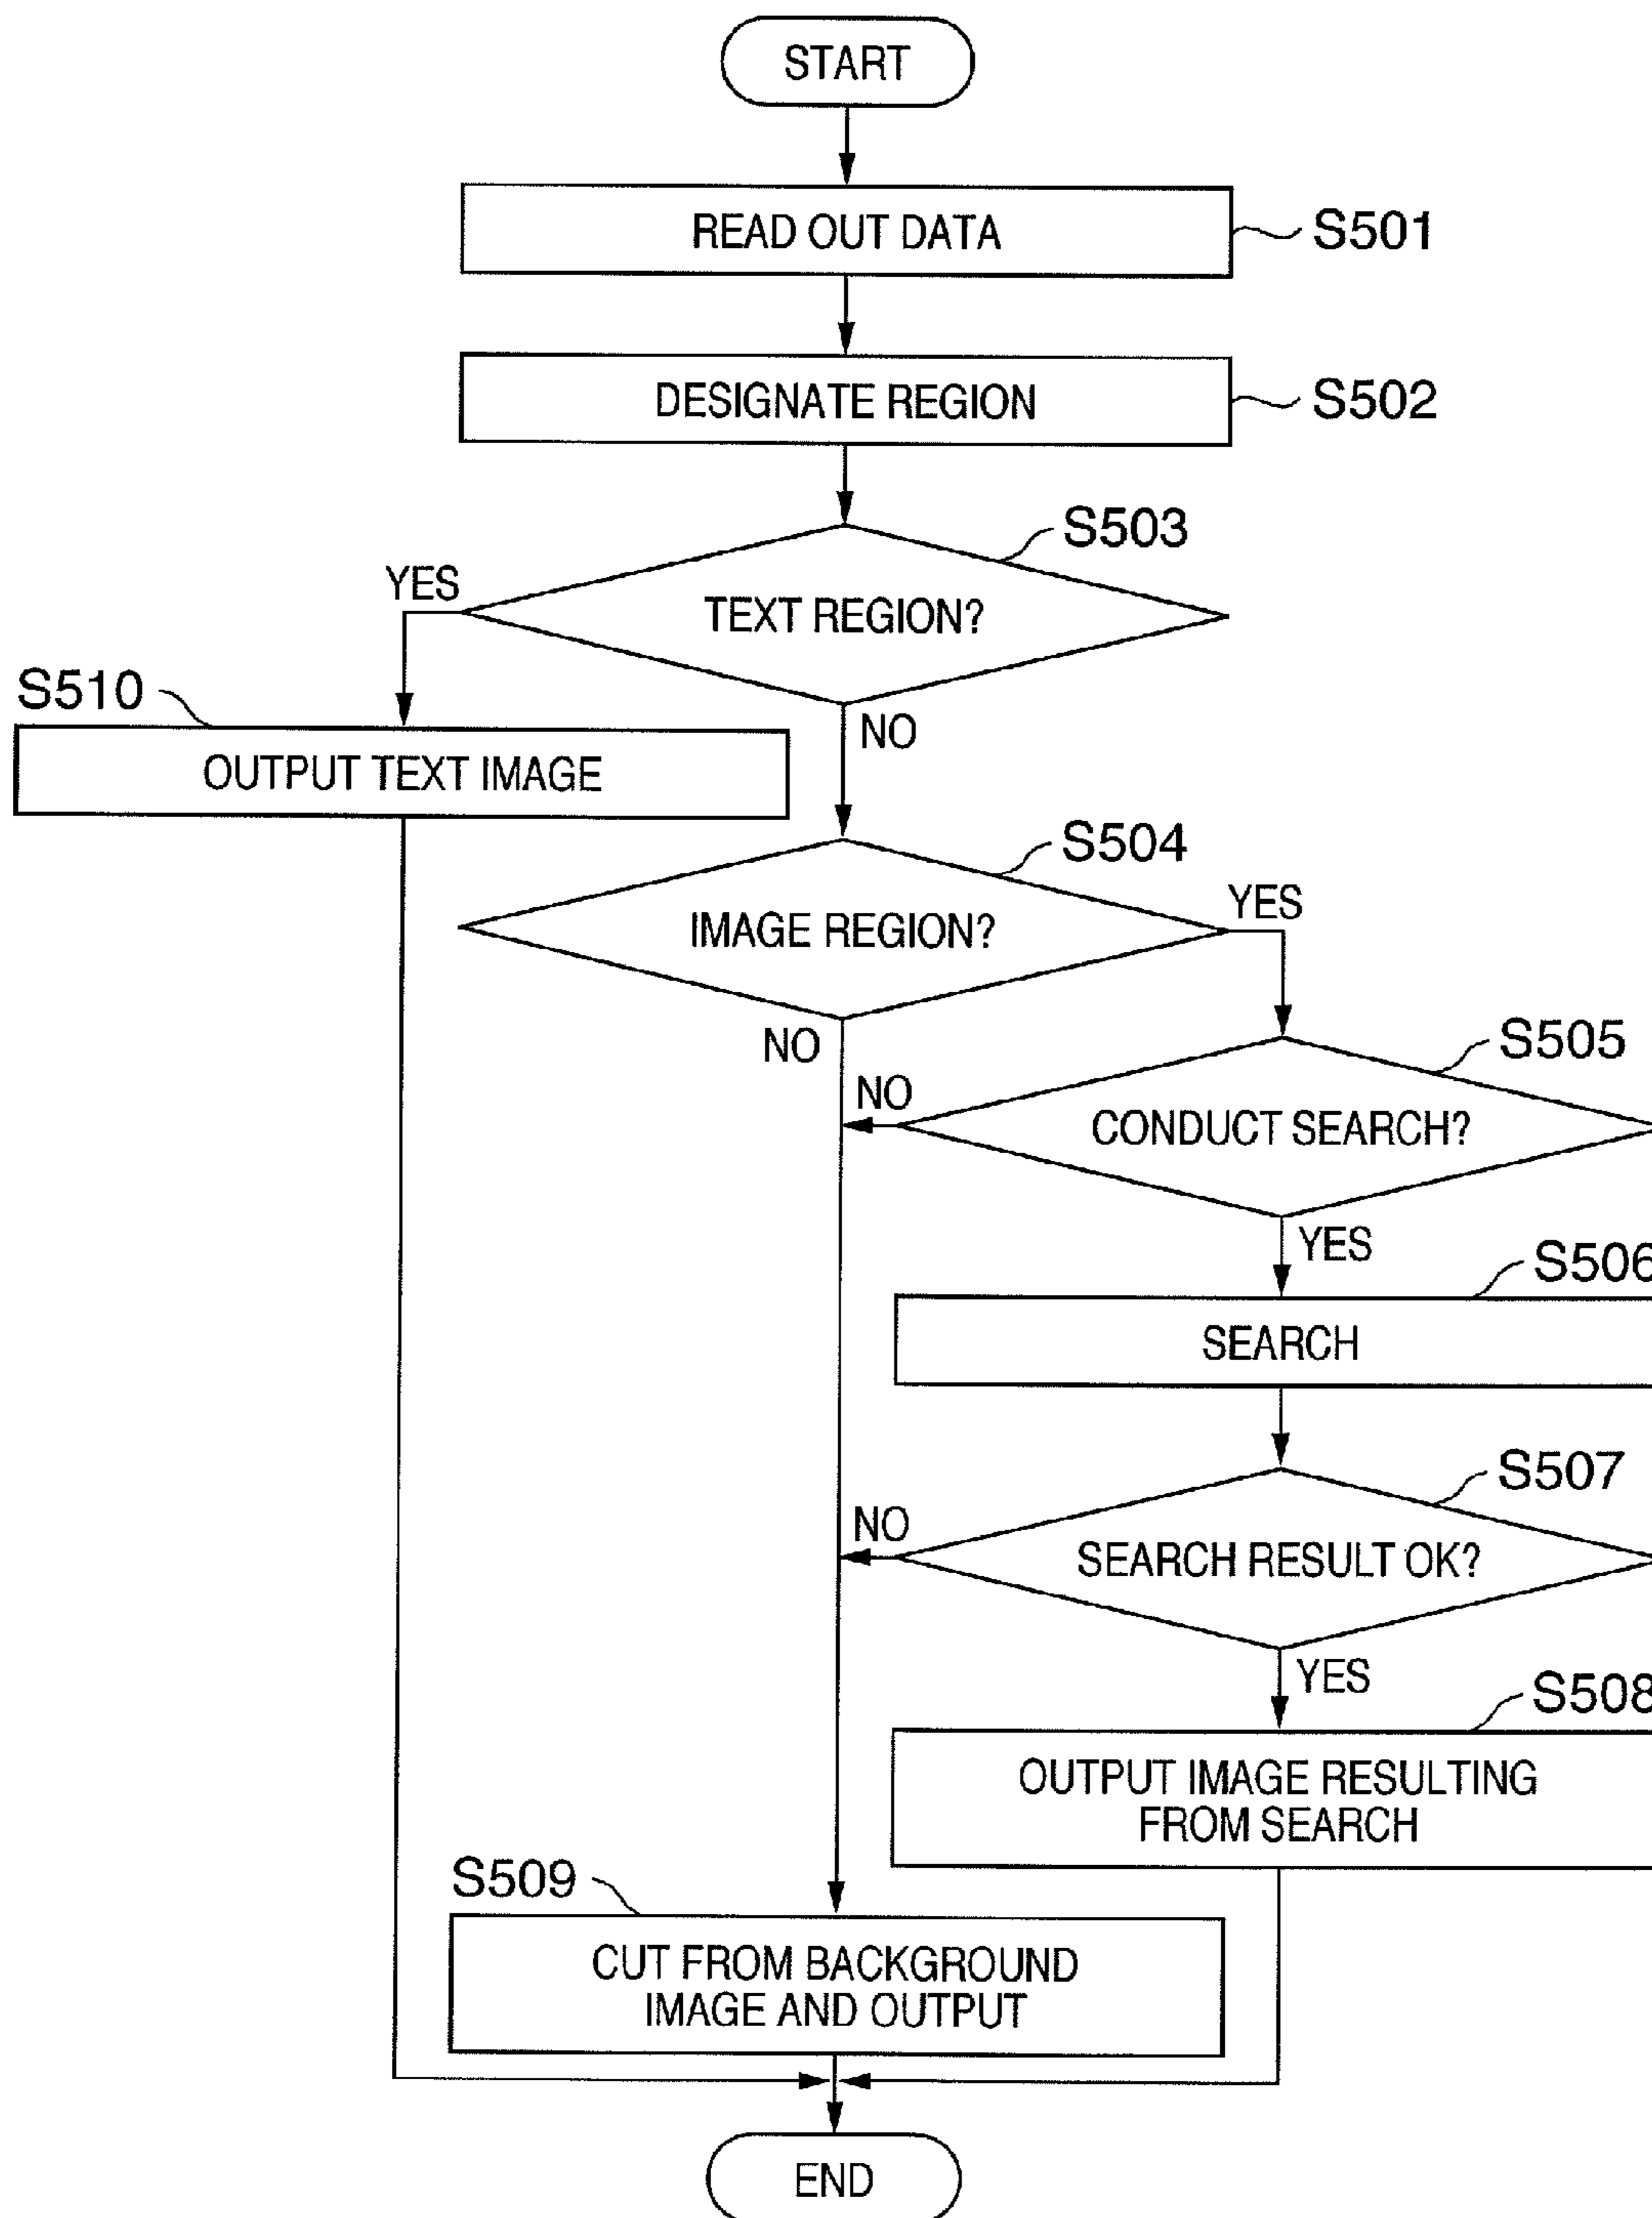 START
READ OUT DATA
S501
DESIGNATE REGION
S502
S503
YES
TEXT REGION?
S510
NO
OUTPUT TEXT IMAGE
S504
YES
IMAGE REGION?
NO
S505
NO
CONDUCT SEARCH?
YES
S506
SEARCH
S507
NO
SEARCH RESULT OK?
YES
S508
OUTPUT IMAGE RESULTING
FROM SEARCH
S509
CUT FROM BACKGROUND
IMAGE AND OUTPUT
END